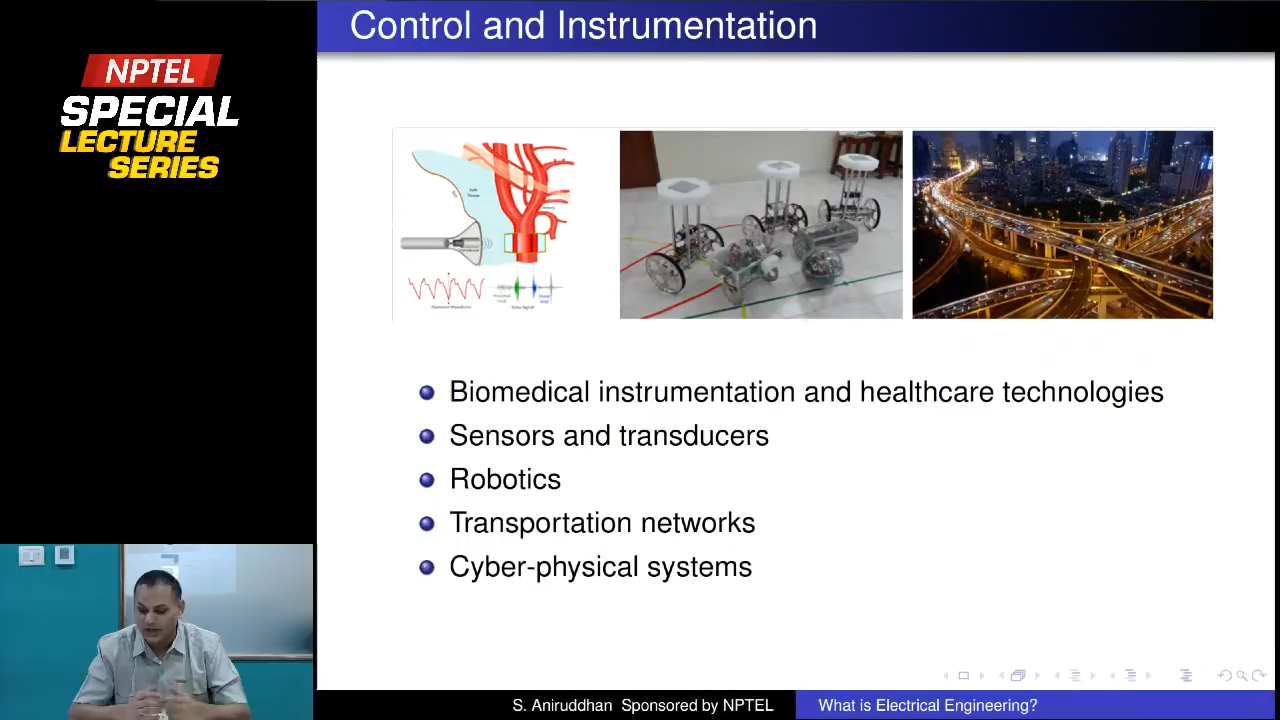 Control and Instrumentation
NPTEL
SPECIAL
LECTURE
SERIES
Biomedical instrumentation and healthcare technologies
Sensors and transducers
Robotics
Transportation networks
Cyber-physical systems
S. Aniruddhan Sponsored by NPTEL
What is Electrical Engineering?